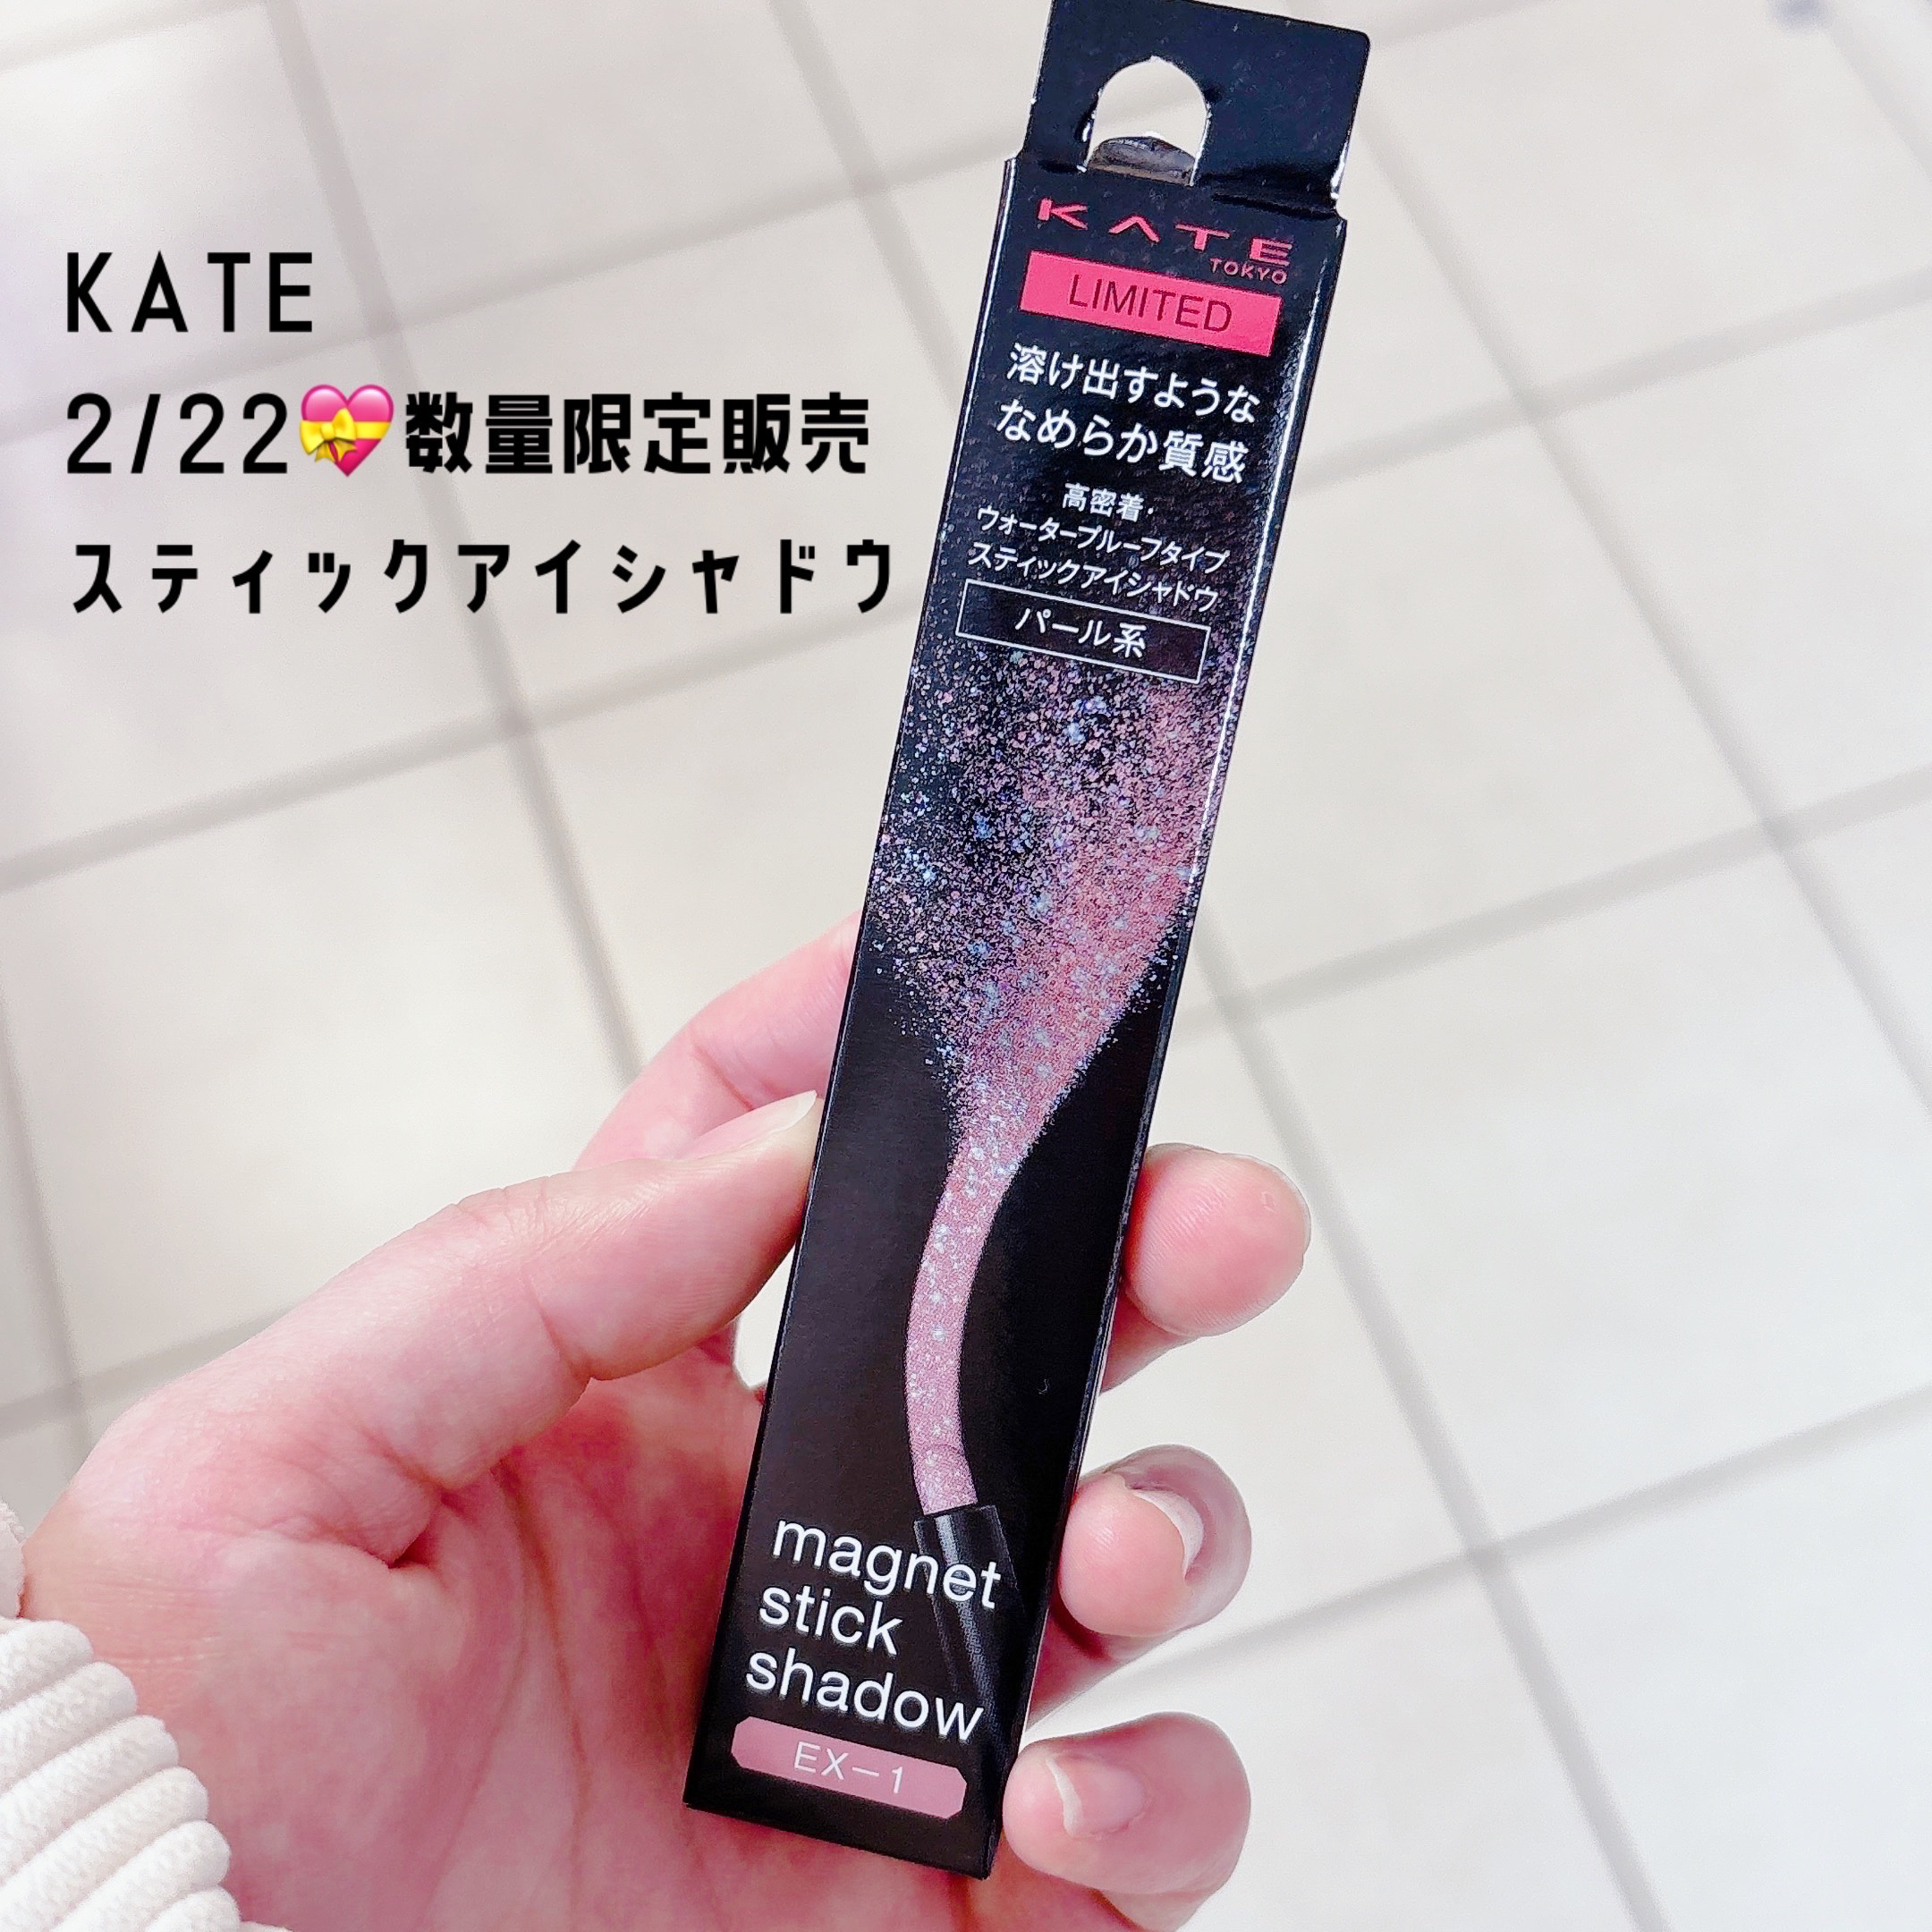 KATE
2/22💝数量限定販売
スティックアイシャドウ
KATE
TOKYO
LIMITED
溶け出すような
なめらか質感
高密着・
ウォータープルーフタイプ
スティックアイシャドウ
パール系
magnet
stick
shadow
EX-1